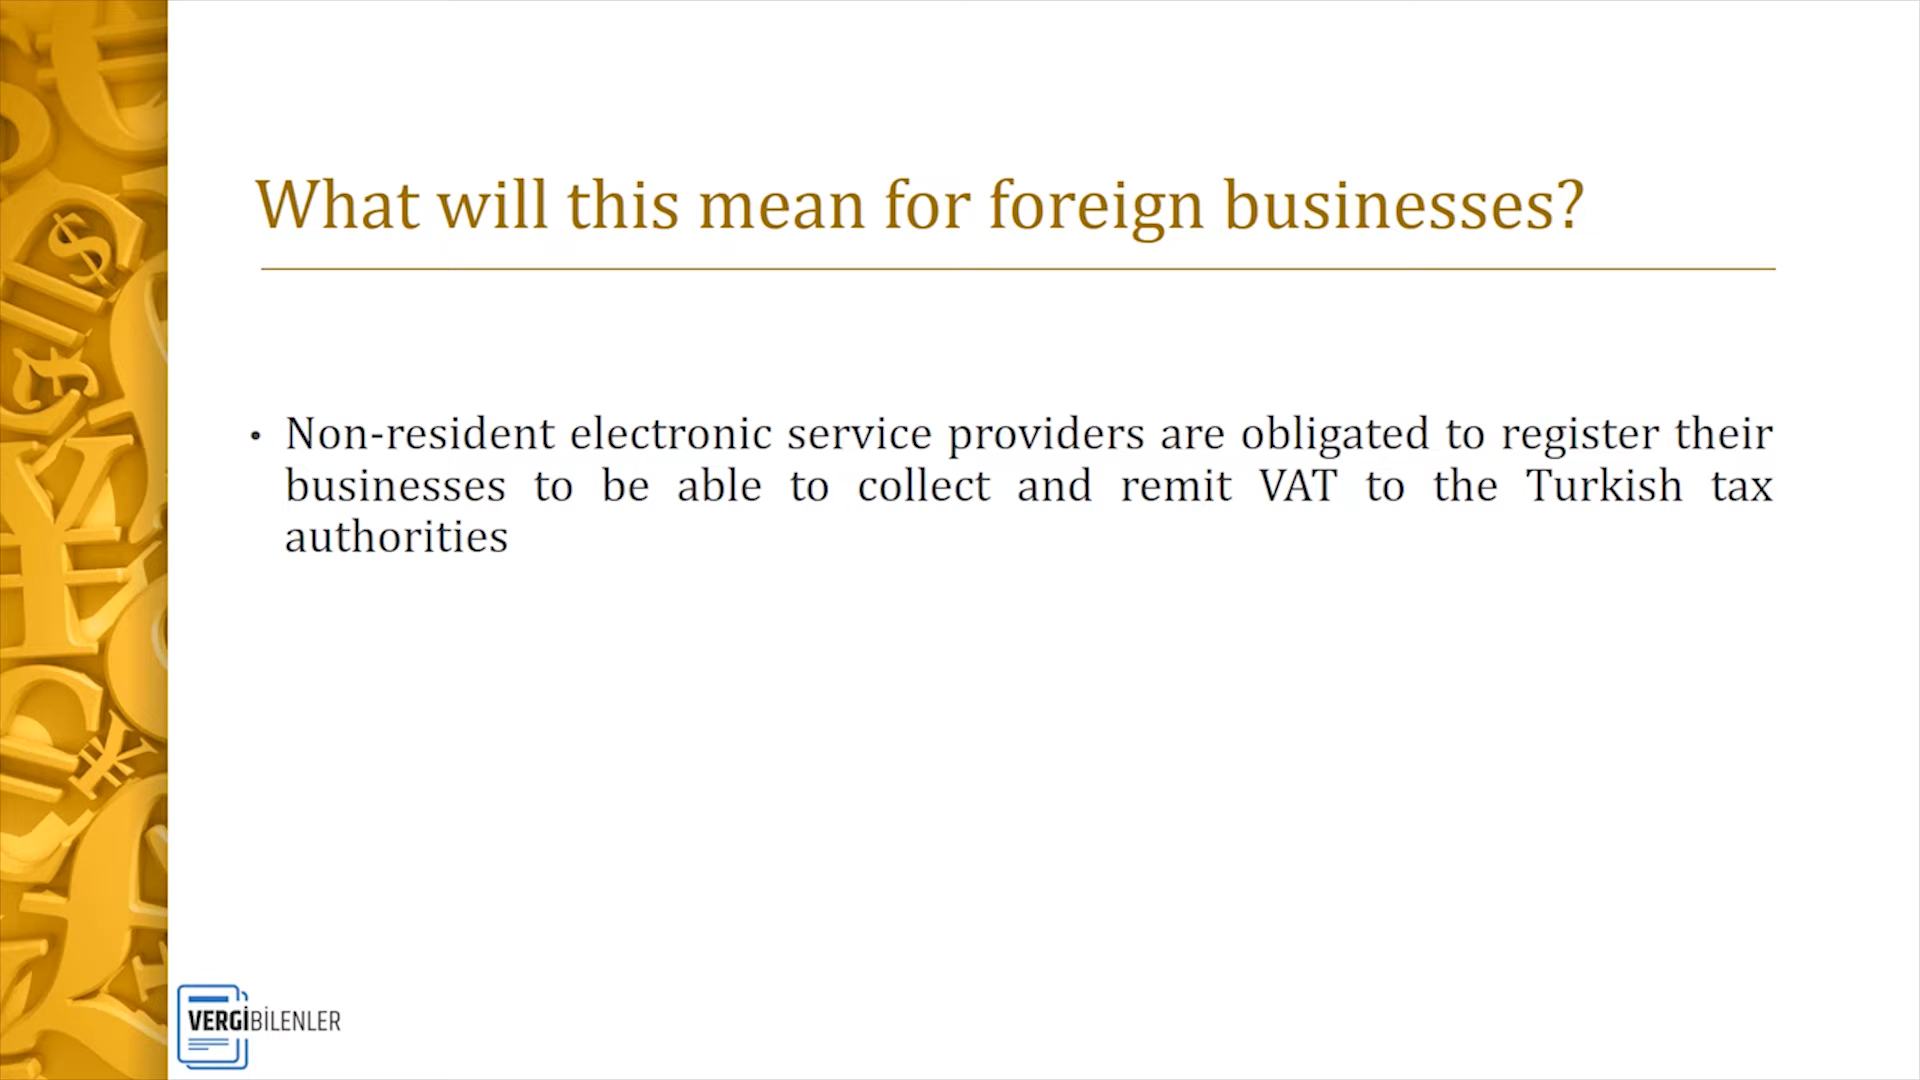 What will this mean for foreign businesses?
• Non-resident electronic service providers are obligated to register their
businesses to be able to collect and remit VAT to the Turkish tax
authorities
VERGİBİLENLER